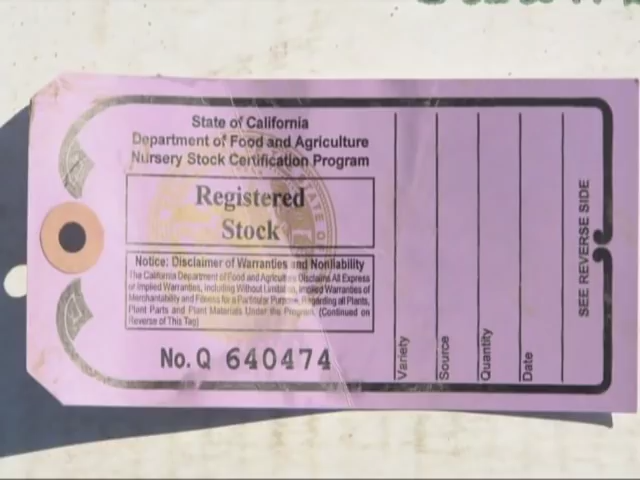 State of California
Department of Food and Agriculture
Nursery Stock Certification Program
Registered
Stock
Notice: Disclaimer of Warranties and Nonliability
The California Department of Food and Agriculture Disclaims All Express
or Implied Warranties, Including Without Limitation, Implied Warranties of
Merchantability and Fitness for a Particular Purpose, Regarding all Plants,
Plant Parts and Plant Materials Under the Program. (Continued on
Reverse of This Tag)
No. Q 640474
Variety
Source
Quantity
Date
SEE REVERSE SIDE
STATE O